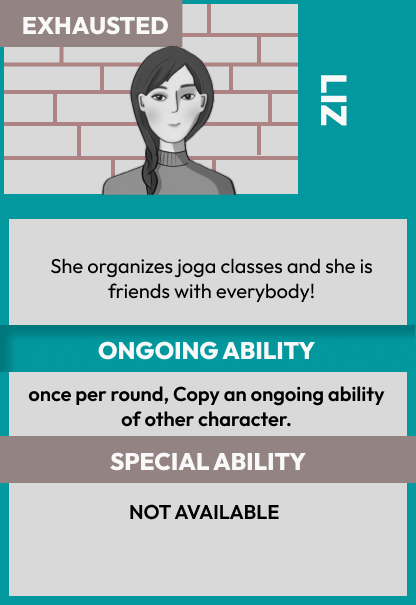 EXHAUSTED
LIZ
She organizes joga classes and she is
friends with everybody!
ONGOING ABILITY
once per round, Copy an ongoing ability
of other character.
SPECIAL ABILITY
NOT AVAILABLE